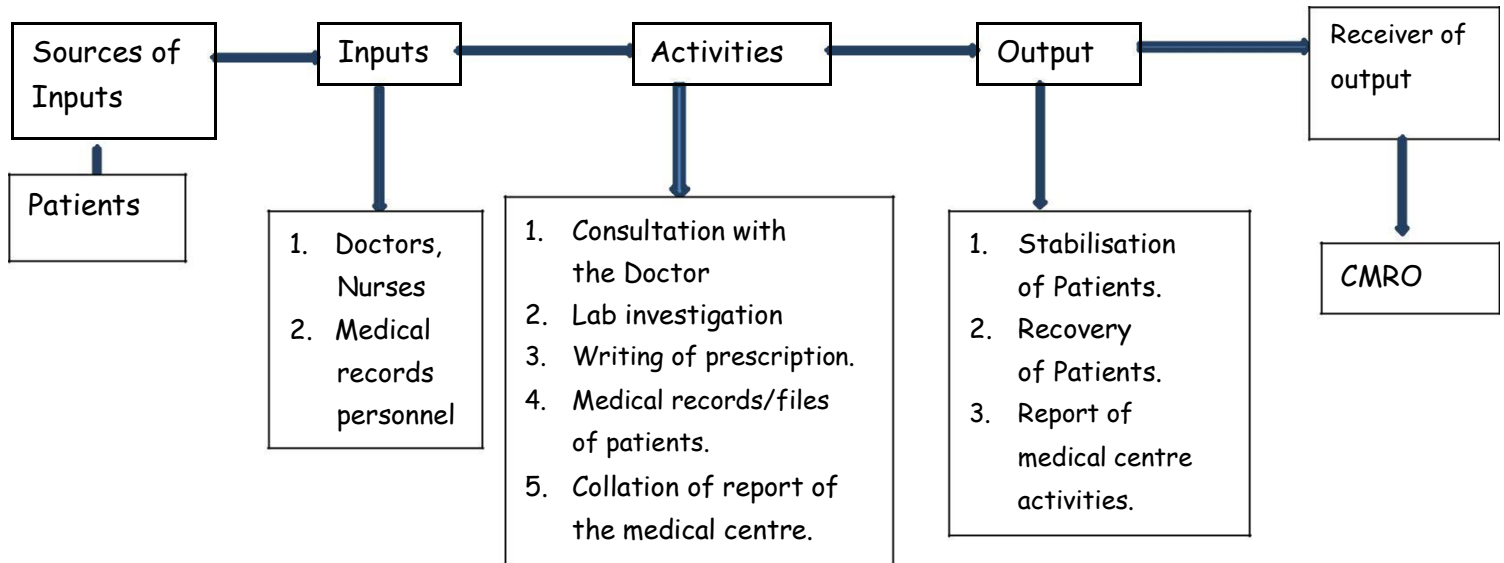 Sources of
Inputs
Inputs
Activities
Output
Receiver of
output
Patients
1. Doctors,
Nurses
2. Medical
records
personnel
1. Consultation with
the Doctor
2. Lab investigation
3. Writing of prescription.
4. Medical records/files
of patients.
5. Collation of report of
the medical centre.
1. Stabilisation
of Patients.
2. Recovery
of Patients.
3. Report of
medical centre
activities.
CMRO